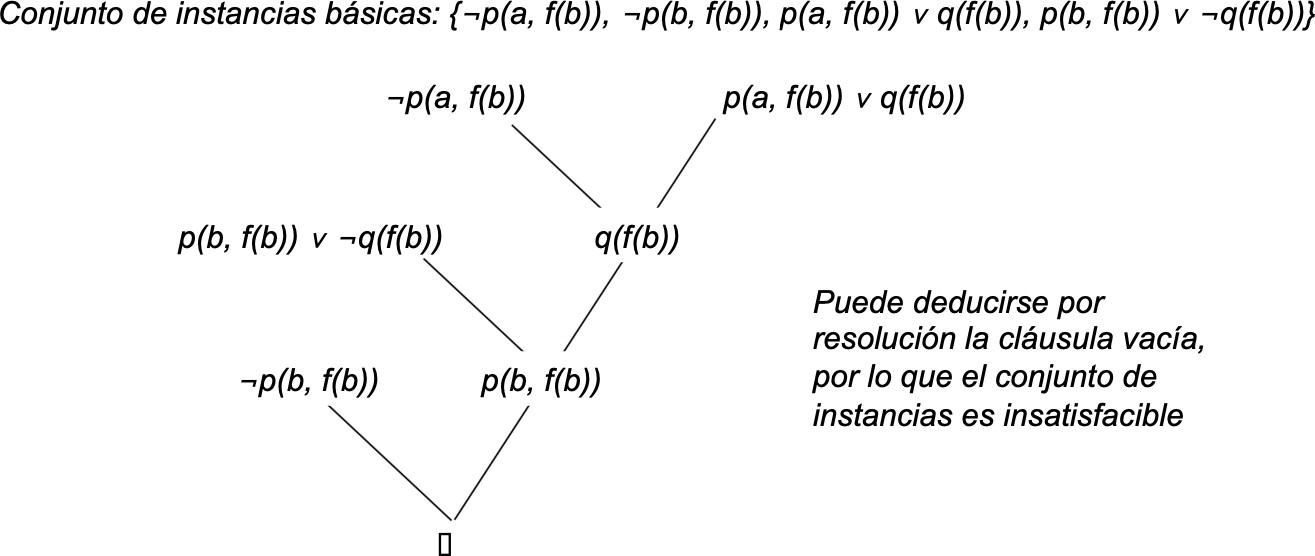 Conjunto de instancias básicas: {¬p(a, f(b)), ¬p(b, f(b)), p(a, f(b)) ∨ q(f(b)), p(b, f(b)) ∨ ¬q(f(b))}
¬p(a, f(b))
p(a, f(b)) ∨ q(f(b))
p(b, f(b)) ∨ ¬q(f(b))
q(f(b))
Puede deducirse por
resolución la cláusula vacía,
por lo que el conjunto de
instancias es insatisfacible
¬p(b, f(b))
p(b, f(b))
▯